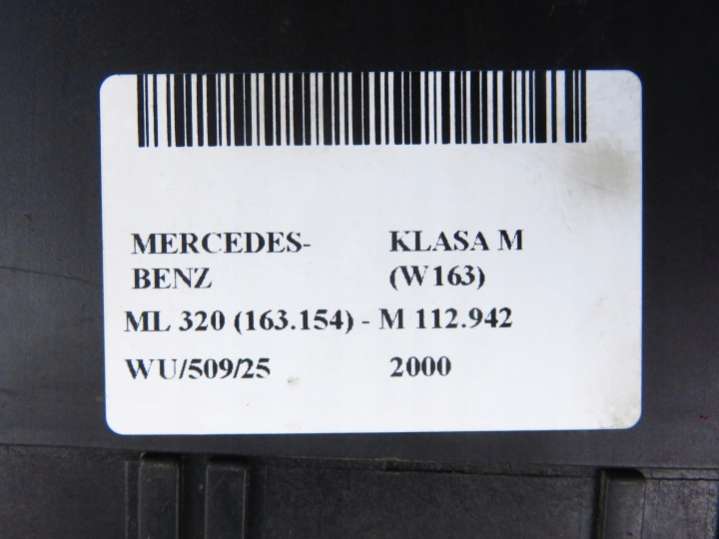 MERCEDES- KLASA M
BENZ (W163)
ML 320 (163.154) - M 112.942
WU/509/25 2000